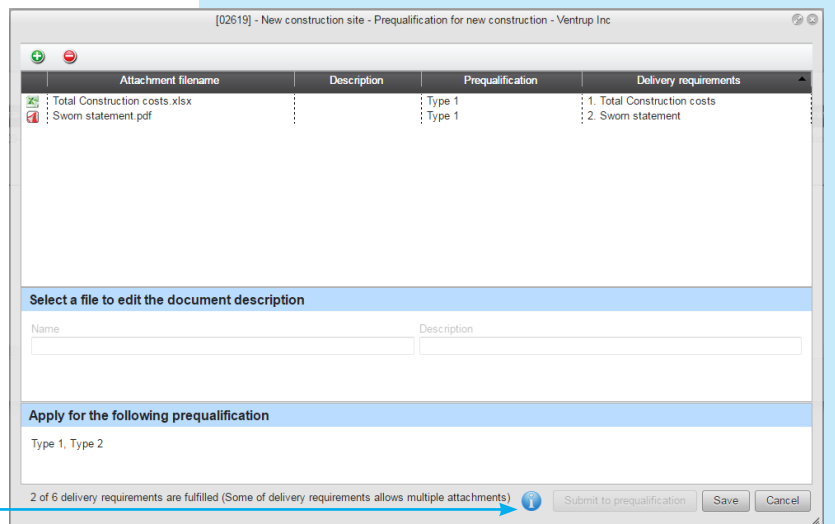 [02619] - New construction site - Prequalification for new construction - Ventrup Inc
Attachment filename Description Prequalification Delivery requirements
Total Construction costs.xlsx Type 1 1. Total Construction costs
Sworn statement.pdf Type 1 2. Sworn statement
Select a file to edit the document description
Name Description
Apply for the following prequalification
Type 1, Type 2
2 of 6 delivery requirements are fulfilled (Some of delivery requirements allows multiple attachments) Submit to prequalification Save Cancel